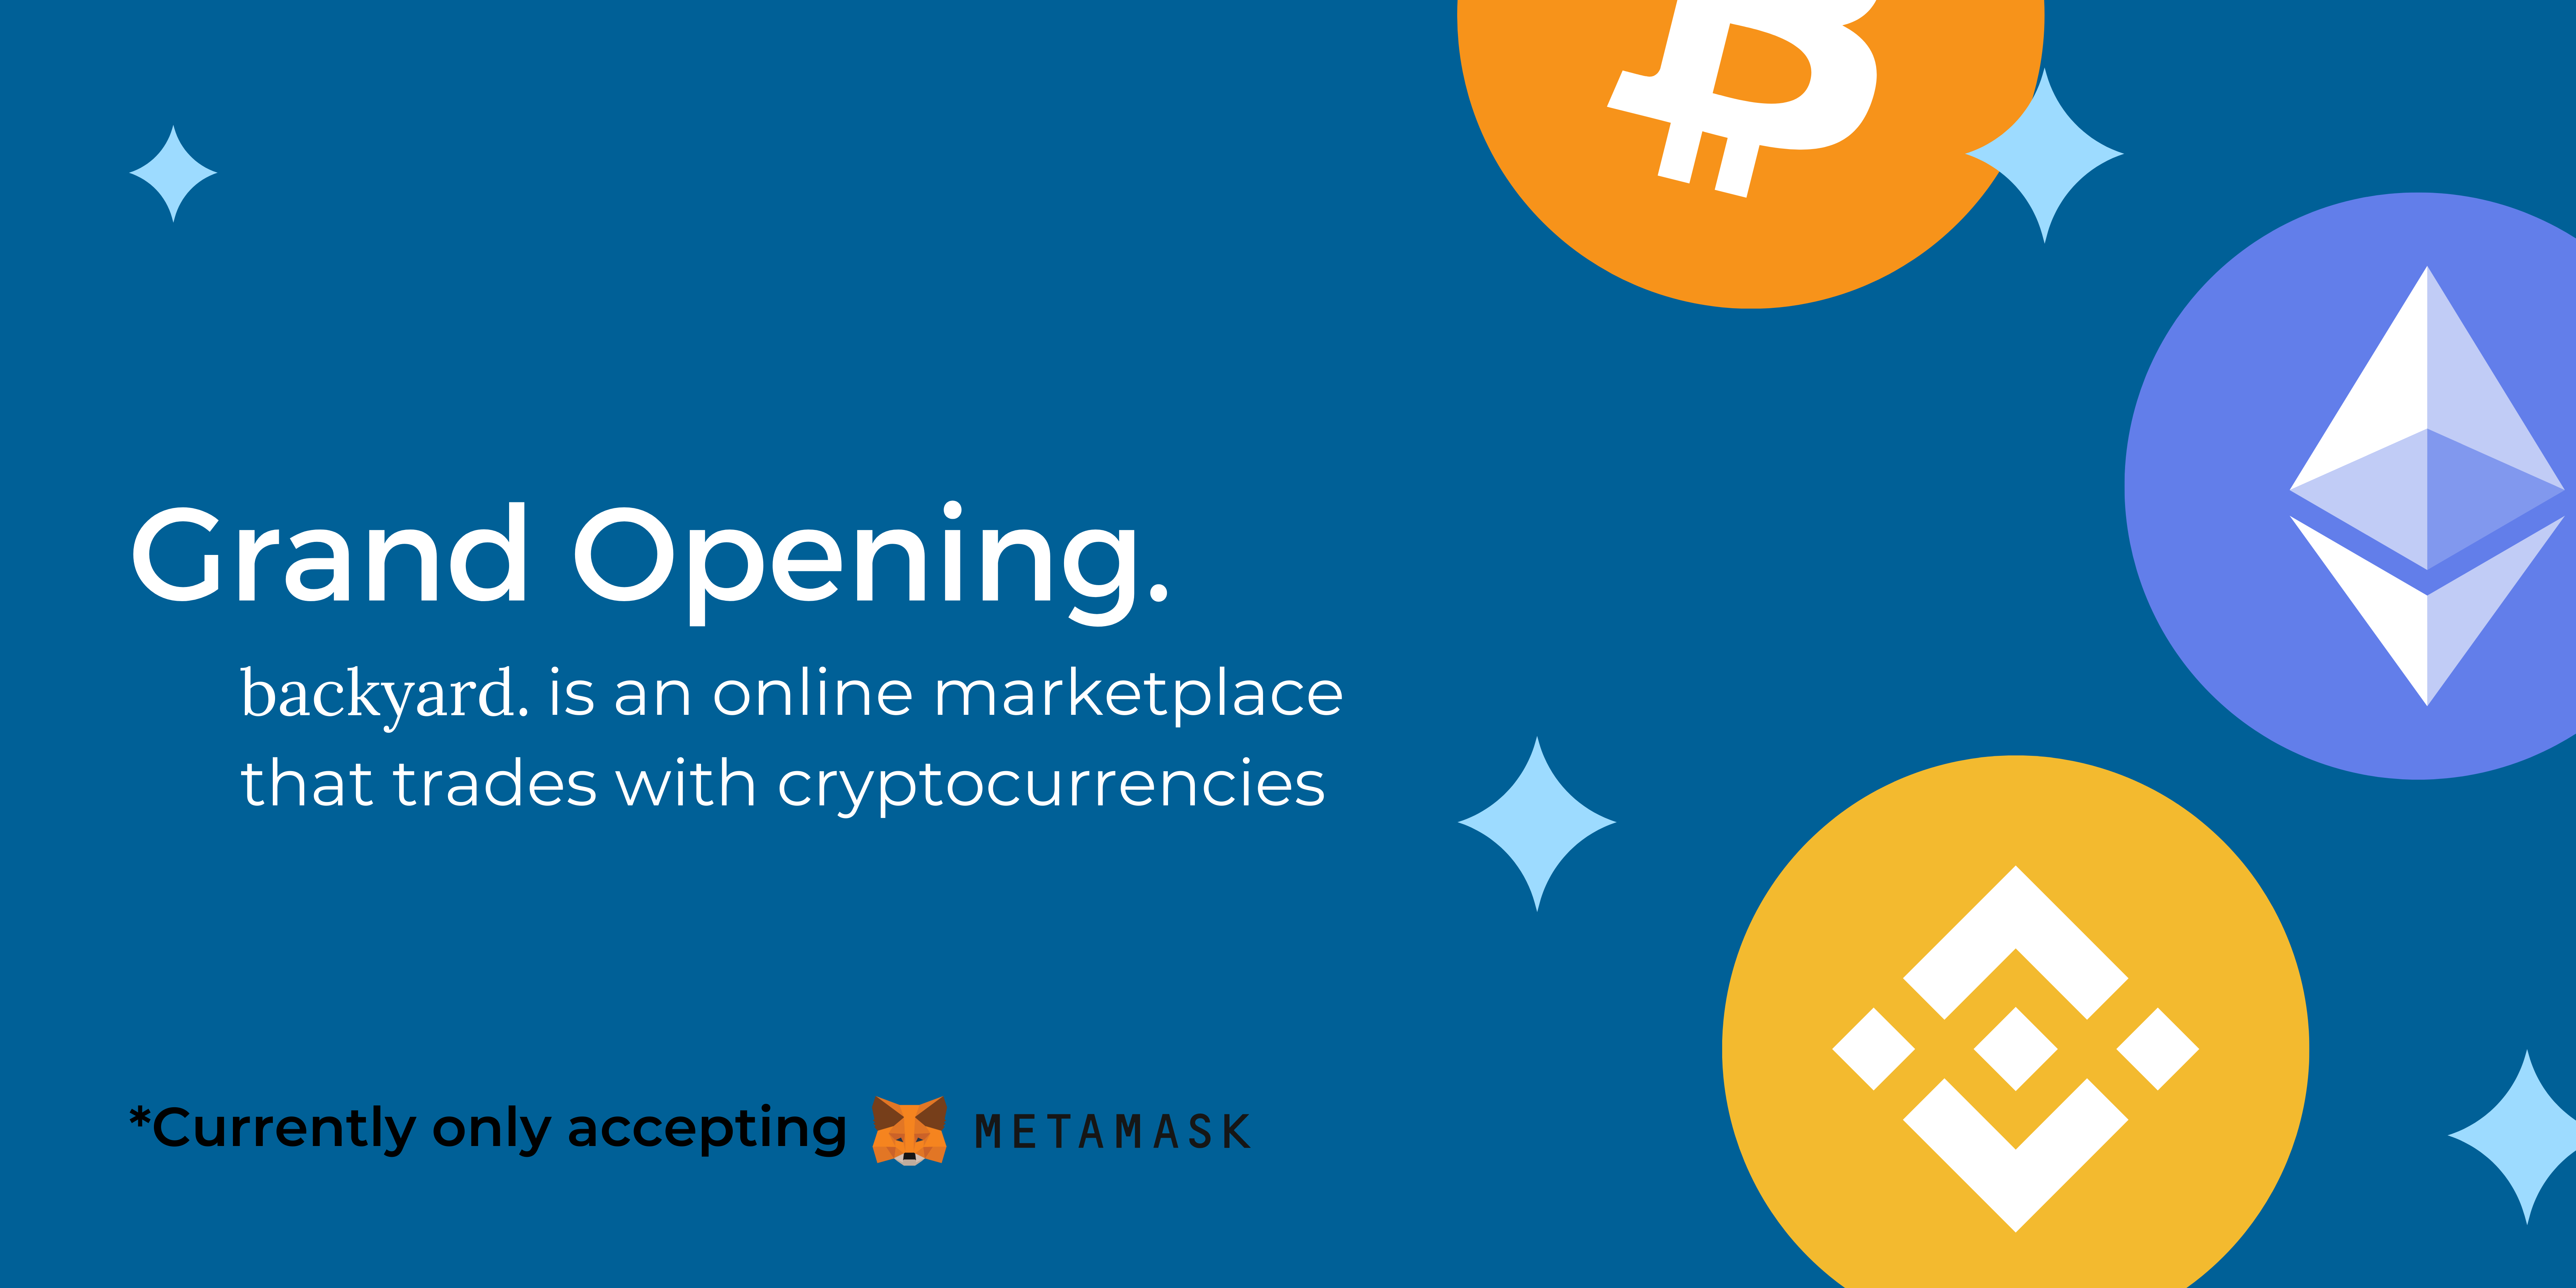 Grand Opening.
backyard. is an online marketplace
that trades with cryptocurrencies
*Currently only accepting METAMASK